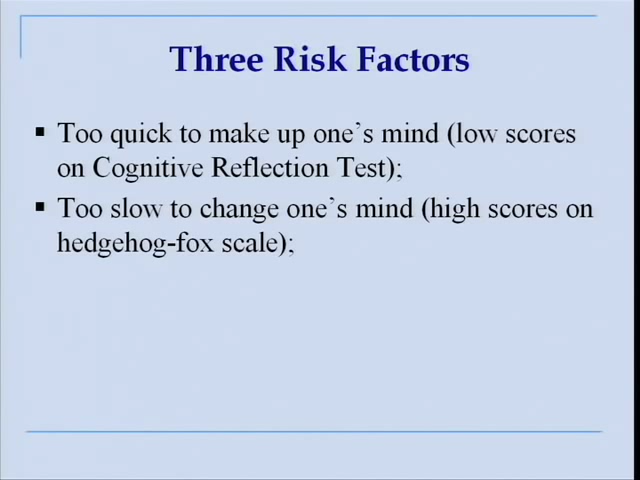 Three Risk Factors
▪ Too quick to make up one's mind (low scores
on Cognitive Reflection Test);
▪ Too slow to change one's mind (high scores on
hedgehog-fox scale);